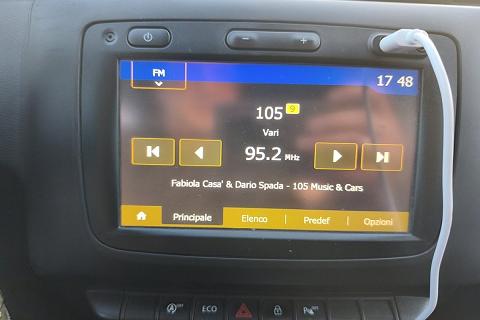 FM
17 48
105 9
Vari
95.2 MHz
Fabiola Casa' & Dario Spada - 105 Music & Cars
Principale Elenco Predef Opzioni
ECO